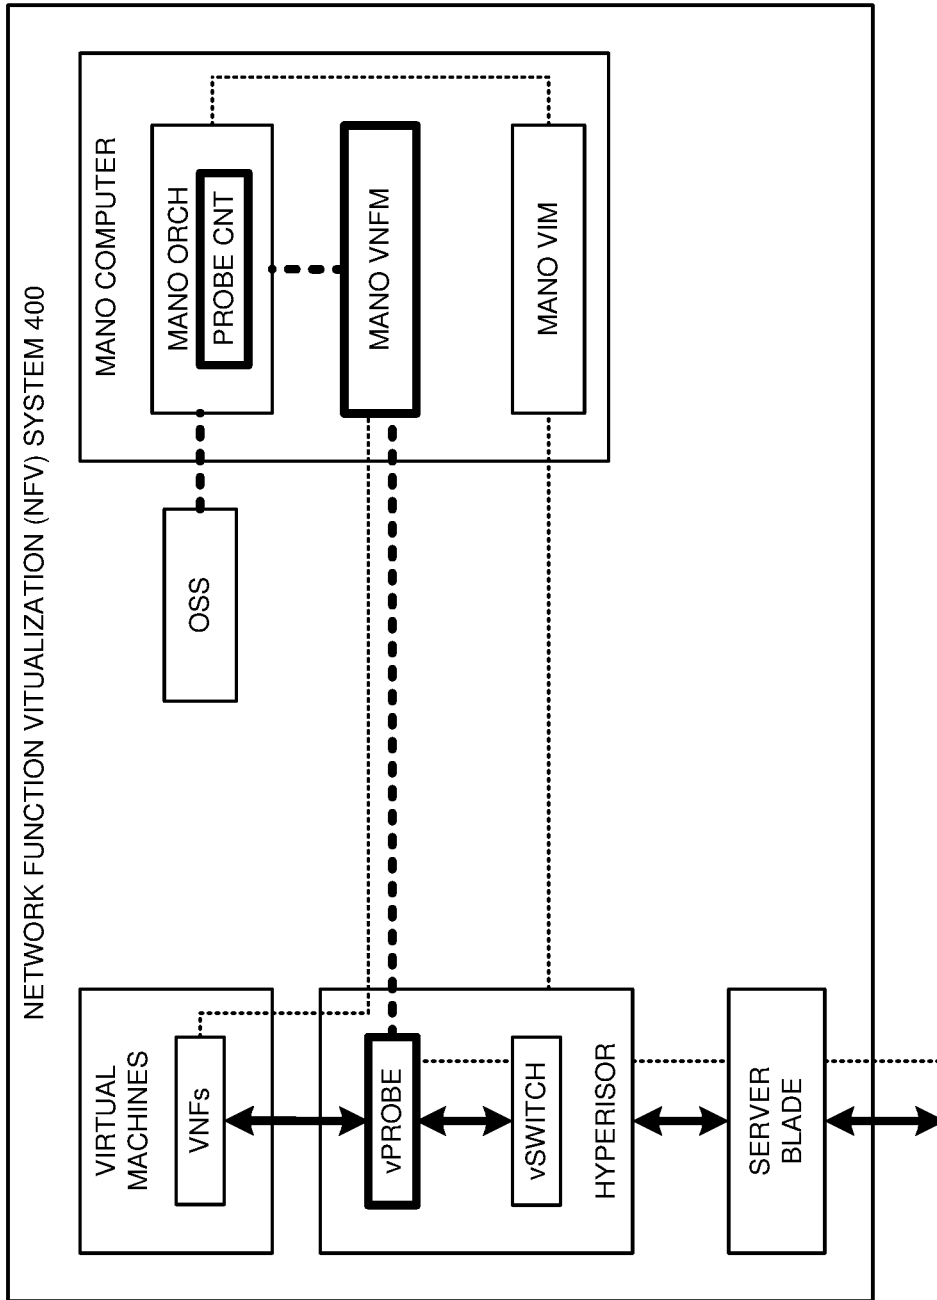 NETWORK FUNCTION VITUALIZATION (NFV) SYSTEM 400
VIRTUAL
MACHINES
VNFs
vPROBE
vSWITCH
HYPERISOR
SERVER
BLADE
OSS
MANO COMPUTER
MANO ORCH
PROBE CNT
MANO VNFM
MANO VIM